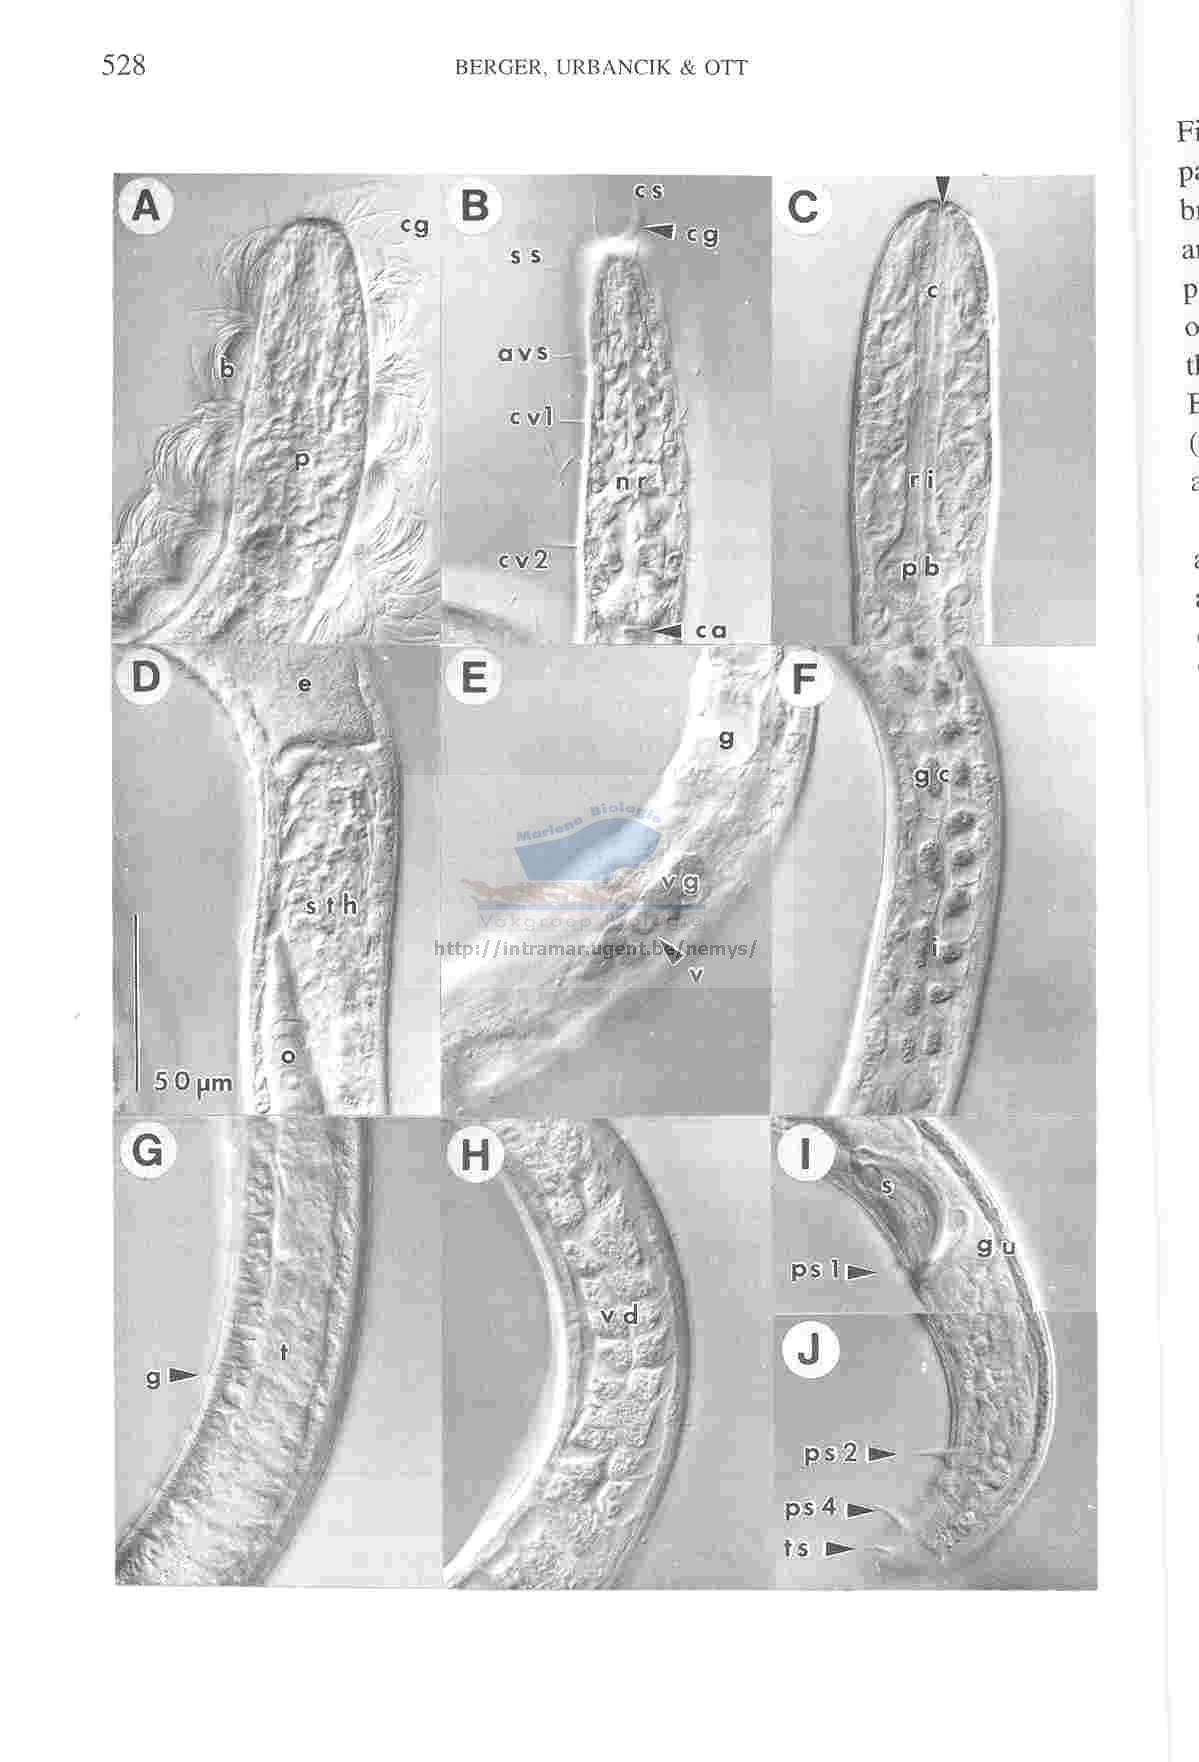 528
BERGER, URBANCIK & OTT
A
cg
b
p
B
cs
cg
ss
avs
cv1
nr
cv2
ca
C
c
ri
pb
D
e
sth
o
50 µm
E
g
vg
v
F
gc
i
Mariene Biologie
Vakgroep Biologie
http://intramar.ugent.be/nemys/
G
g
t
H
vd
I
s
gu
ps1
J
ps2
ps4
ts
Fi
pa
br
ar
p
o
th
E
(
a